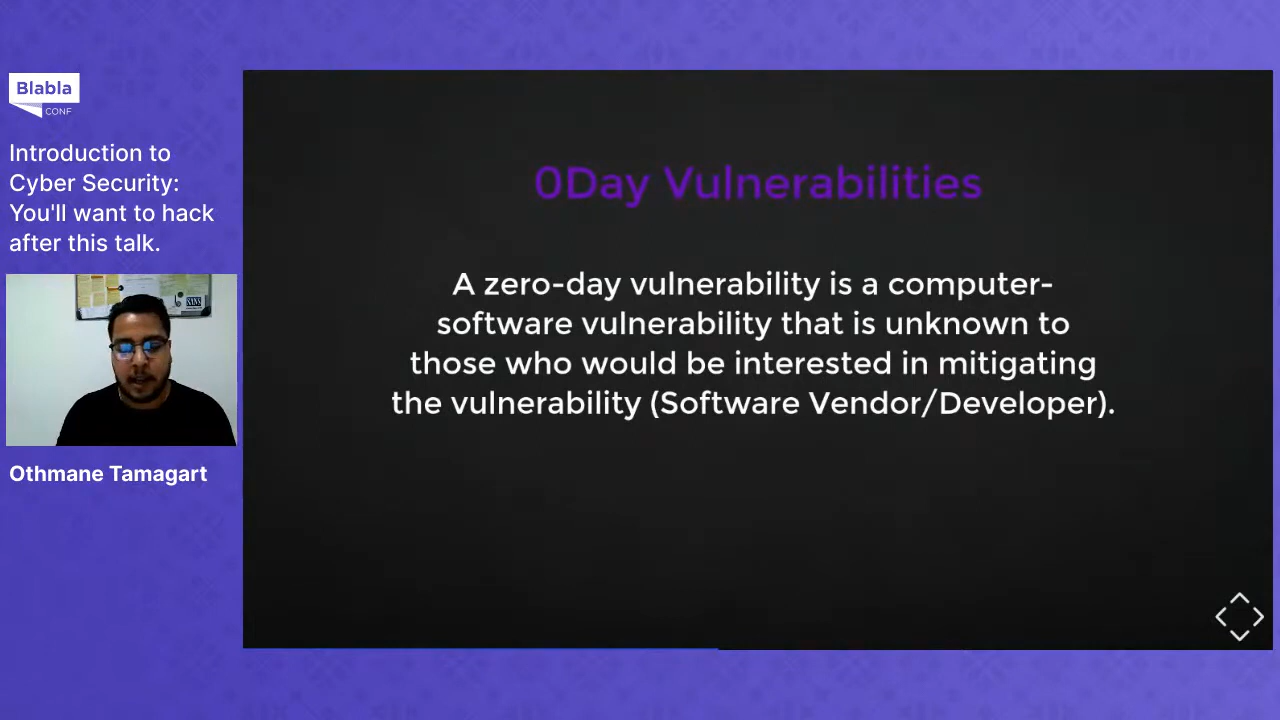 Blabla
CONF
Introduction to
Cyber Security:
You'll want to hack
after this talk.
Othmane Tamagart
0Day Vulnerabilities
A zero-day vulnerability is a computer-
software vulnerability that is unknown to
those who would be interested in mitigating
the vulnerability (Software Vendor/Developer).